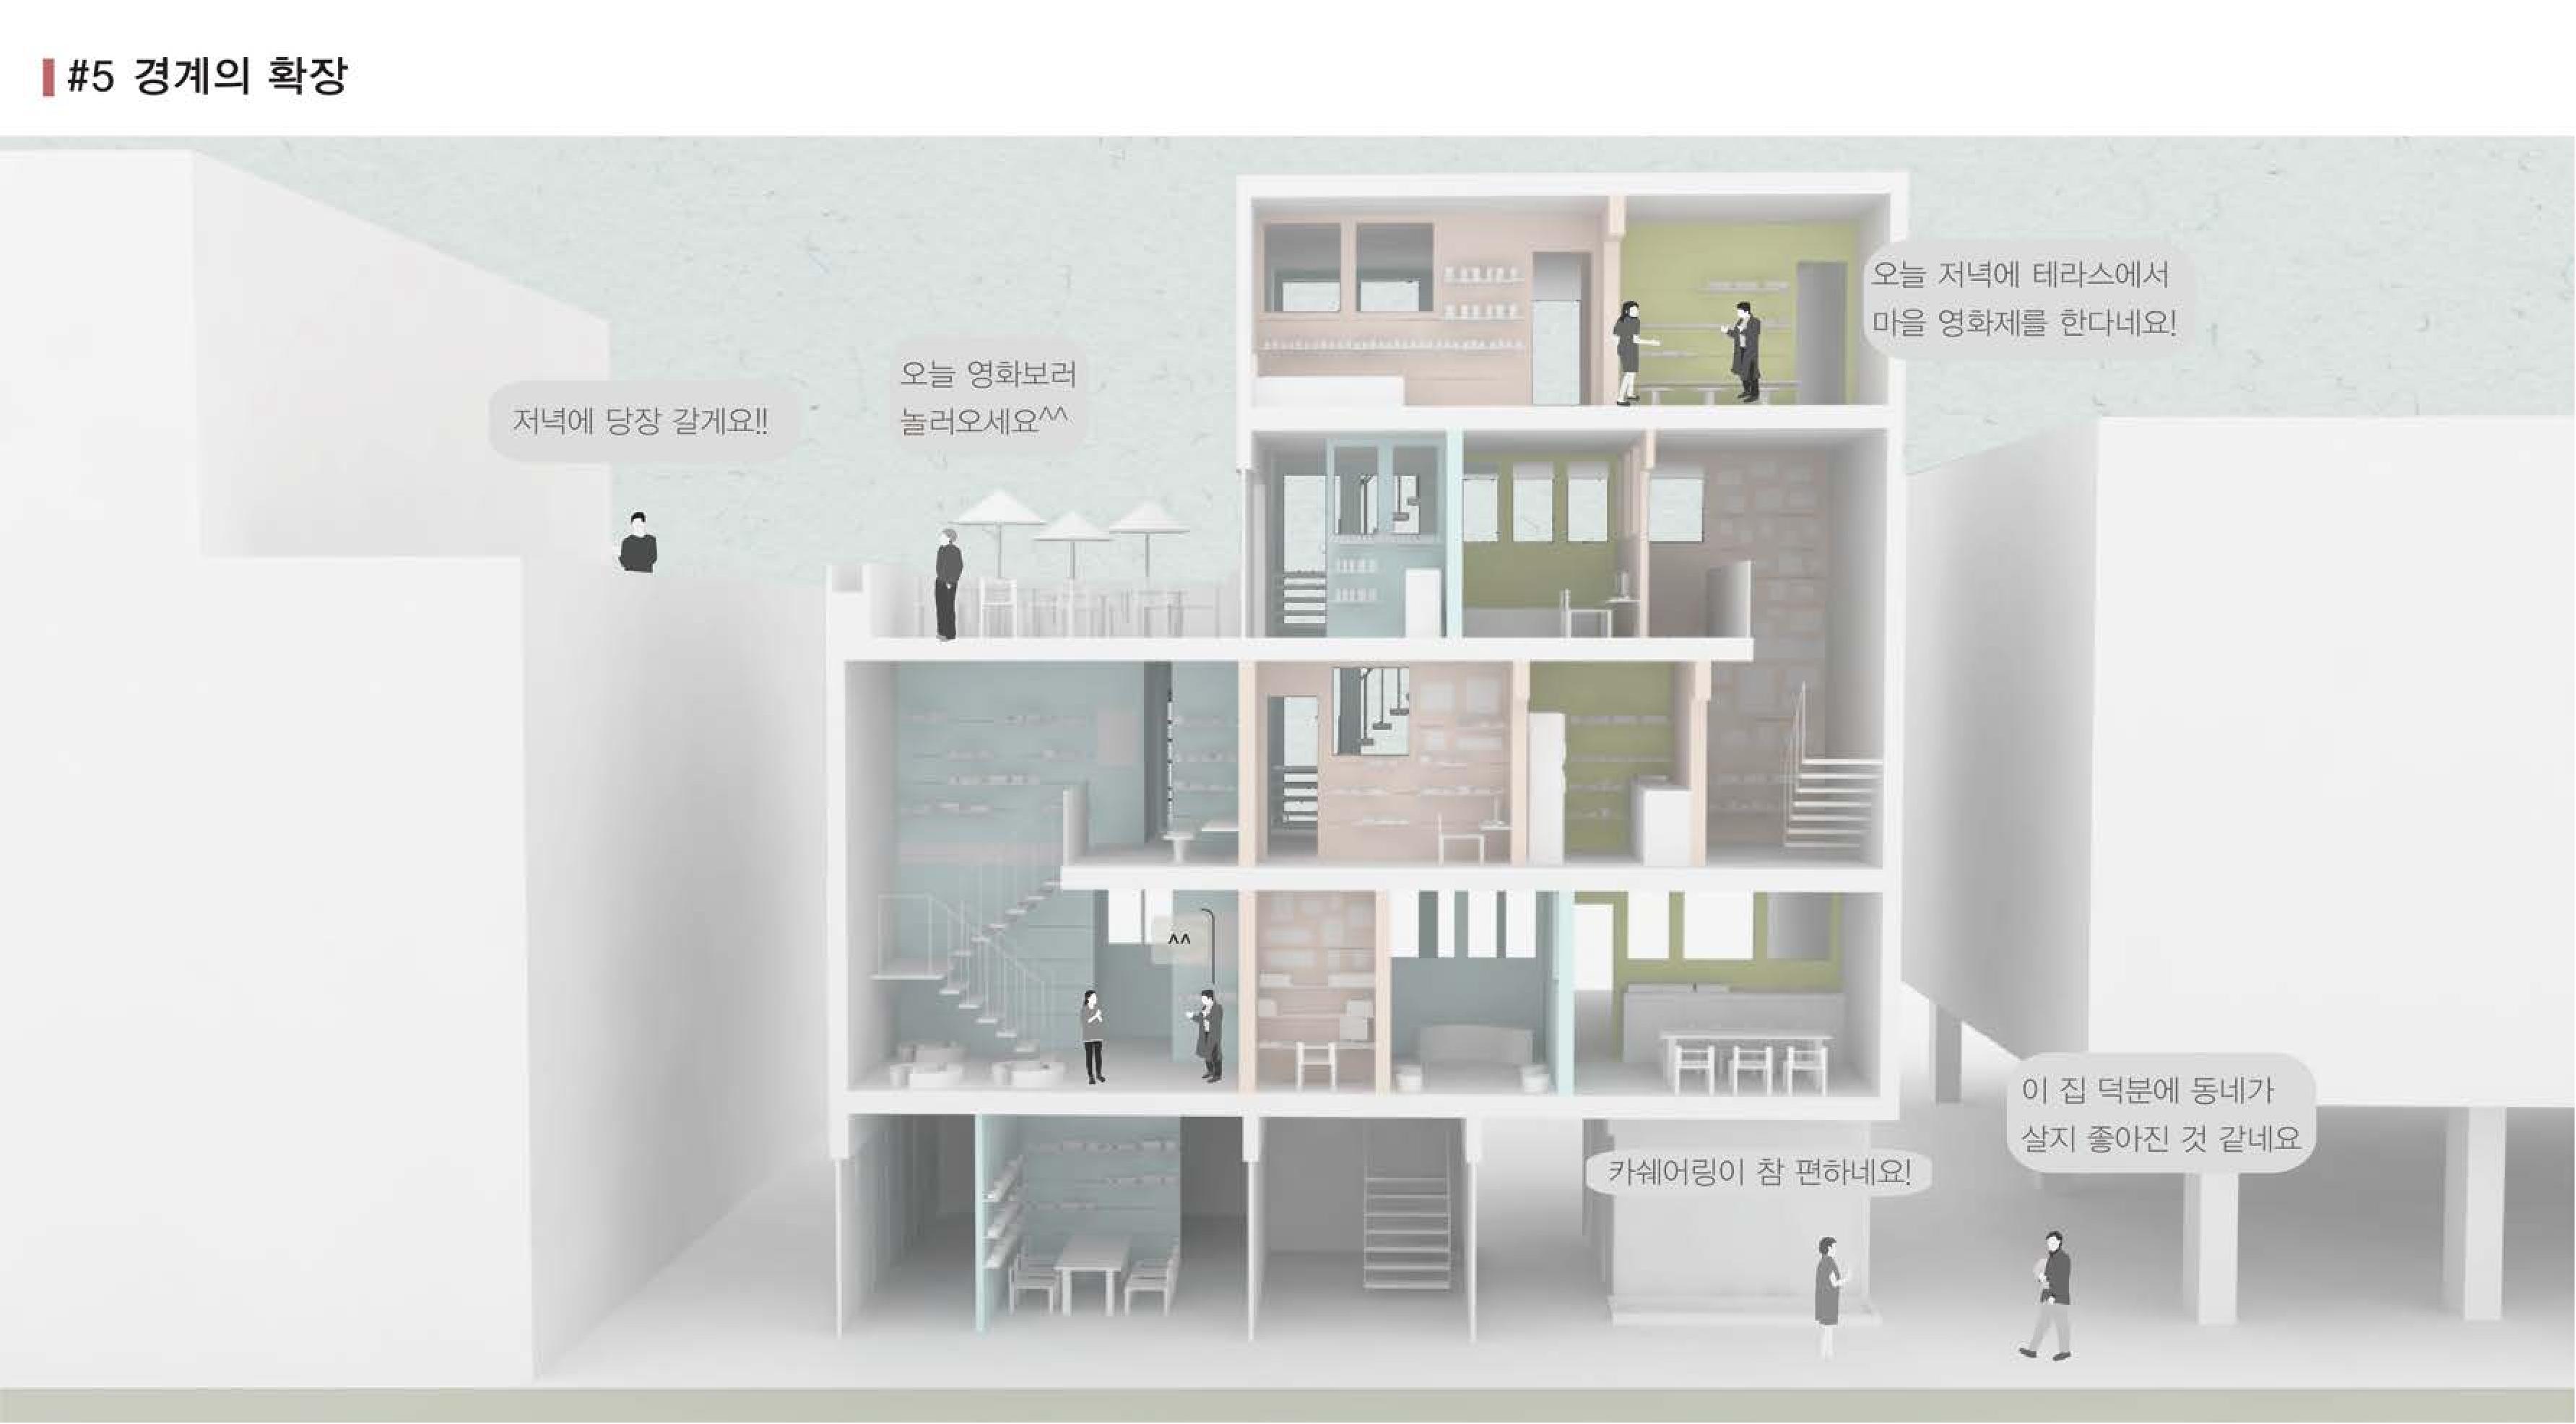 #5 경계의 확장
오늘 저녁에 테라스에서
마을 영화제를 한다네요!
오늘 영화보러
놀러오세요^^
저녁에 당장 갈게요!!
^^
이 집 덕분에 동네가
살지 좋아진 것 같네요
카쉐어링이 참 편하네요!